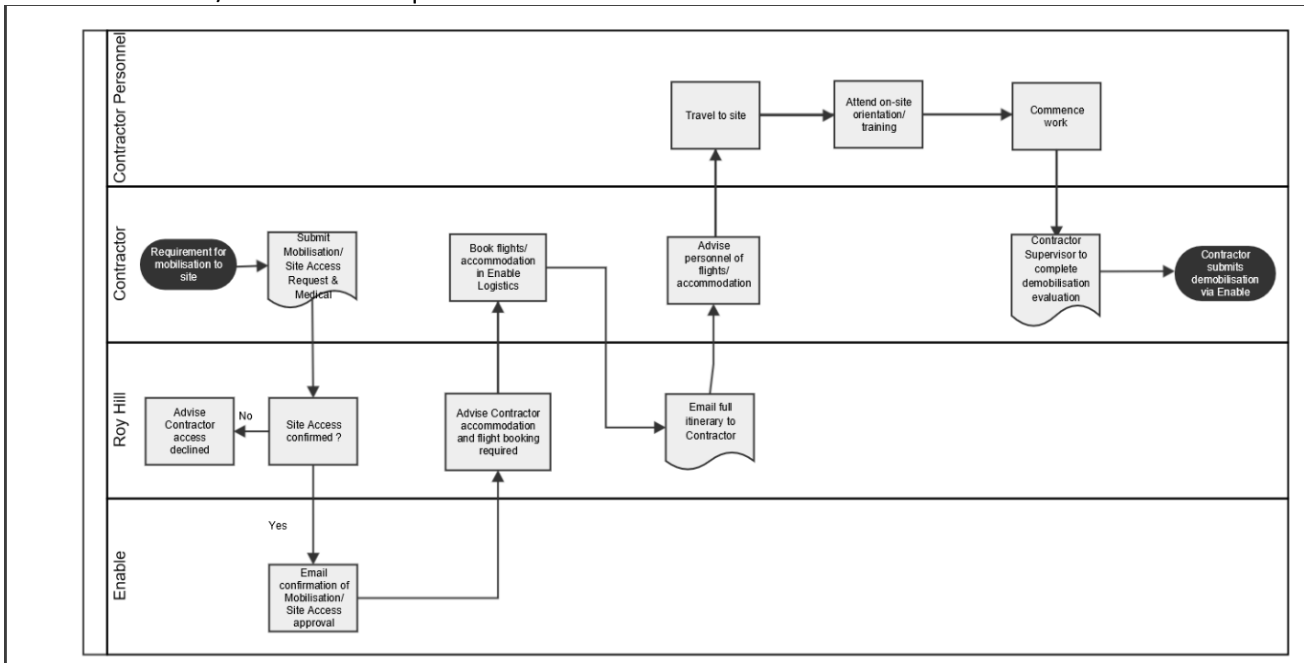 Contractor Personnel
Travel to site
Attend on-site
orientation/
training
Commence
work
Contractor
Requirement for
mobilisation to
site
Submit
Mobilisation/
Site Access
Request &
Medical
Book flights/
accommodation
in Enable
Logistics
Advise
personnel of
flights/
accommodation
Contractor
Supervisor to
complete
demobilisation
evaluation
Contractor
submits
demobilisation
via Enable
Roy Hill
Advise
Contractor
access
declined
No
Site Access
confirmed ?
Advise Contractor
accommodation
and flight booking
required
Email full
itinerary to
Contractor
Enable
Yes
Email
confirmation of
Mobilisation/
Site Access
approval